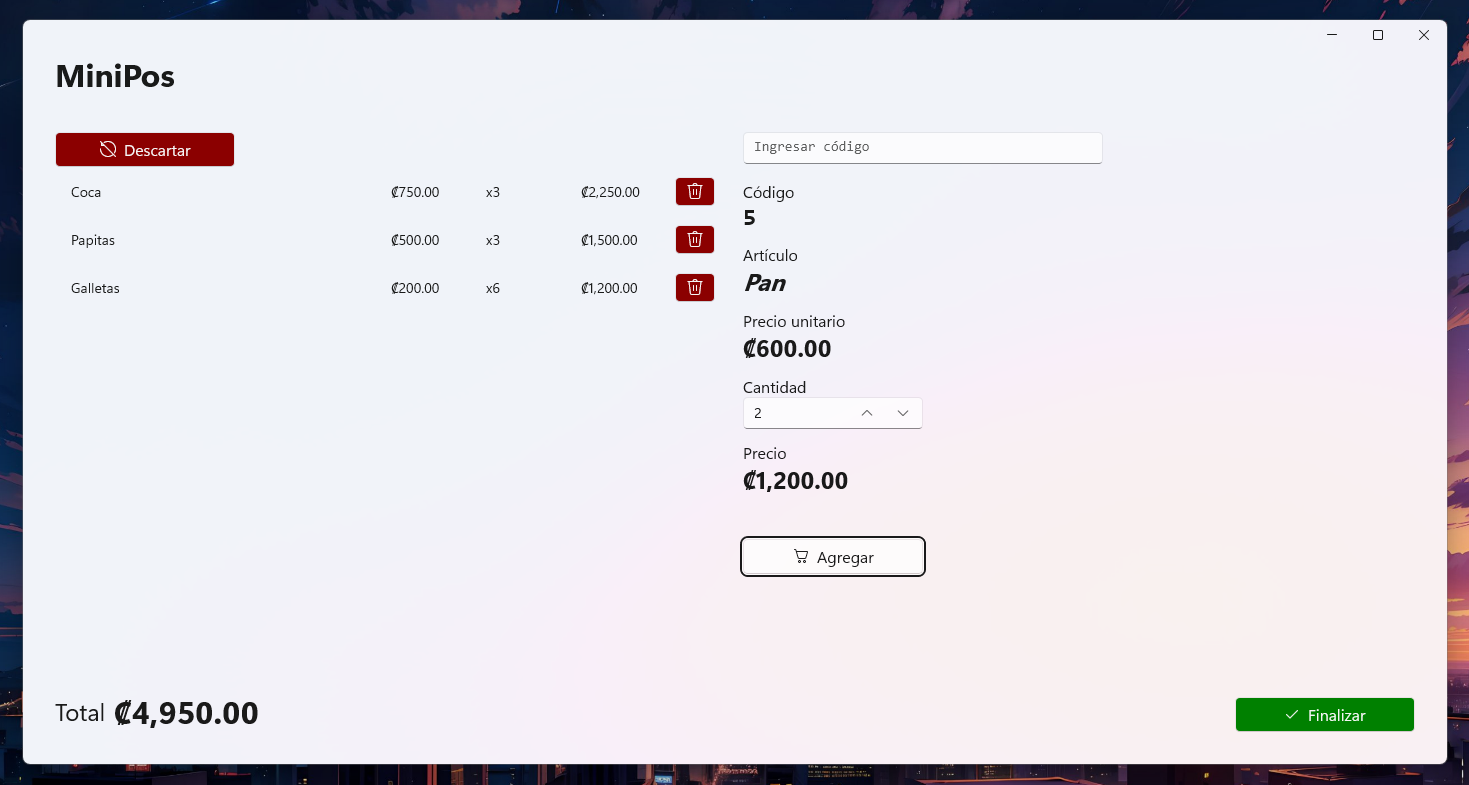 MiniPos
Descartar
Coca ₡750.00 x3 ₡2,250.00
Papitas ₡500.00 x3 ₡1,500.00
Galletas ₡200.00 x6 ₡1,200.00
Ingresar código
Código
5
Artículo
Pan
Precio unitario
₡600.00
Cantidad
2
Precio
₡1,200.00
Agregar
Total ₡4,950.00
Finalizar